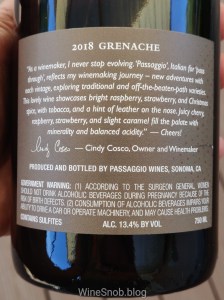 2018 GRENACHE
"As a winemaker, I never stop evolving. 'Passaggio', Italian for 'pass
through', reflects my winemaking journey – new adventures with
each vintage, exploring traditional and off-the-beaten-path varieties.
This lovely wine showcases bright raspberry, strawberry, and Christmas
spice, with tobacco, and a hint of leather on the nose. Juicy cherry,
raspberry, strawberry, and slight caramel fill the palate with
minerality and balanced acidity." — Cheers!
Cindy Cosco — Cindy Cosco, Owner and Winemaker
PRODUCED AND BOTTLED BY PASSAGGIO WINES, SONOMA, CA
GOVERNMENT WARNING: (1) ACCORDING TO THE SURGEON GENERAL, WOMEN
SHOULD NOT DRINK ALCOHOLIC BEVERAGES DURING PREGNANCY BECAUSE OF THE
RISK OF BIRTH DEFECTS. (2) CONSUMPTION OF ALCOHOLIC BEVERAGES IMPAIRS YOUR
ABILITY TO DRIVE A CAR OR OPERATE MACHINERY, AND MAY CAUSE HEALTH PROBLEMS.
CONTAINS SULFITES ALC. 13.4% BY VOL 750 ML
WineSnob.blog